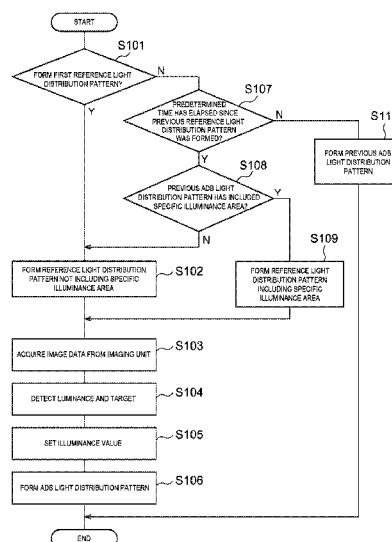 START
S101
FORM FIRST REFERENCE LIGHT
DISTRIBUTION PATTERN?
N
Y
S107
PREDETERMINED
TIME HAS ELAPSED SINCE
PREVIOUS REFERENCE LIGHT
DISTRIBUTION PATTERN
WAS FORMED?
N
Y
S11
FORM PREVIOUS ADB
LIGHT DISTRIBUTION
PATTERN
S108
PREVIOUS ADB LIGHT
DISTRIBUTION PATTERN HAS INCLUDED
SPECIFIC ILLUMINANCE AREA?
Y
N
S109
FORM REFERENCE LIGHT
DISTRIBUTION PATTERN
INCLUDING SPECIFIC
ILLUMINANCE AREA
S102
FORM REFERENCE LIGHT DISTRIBUTION
PATTERN NOT INCLUDING SPECIFIC
ILLUMINANCE AREA
S103
ACQUIRE IMAGE DATA FROM IMAGING UNIT
S104
DETECT LUMINANCE AND TARGET
S105
SET ILLUMINANCE VALUE
S106
FORM ADB LIGHT DISTRIBUTION PATTERN
END